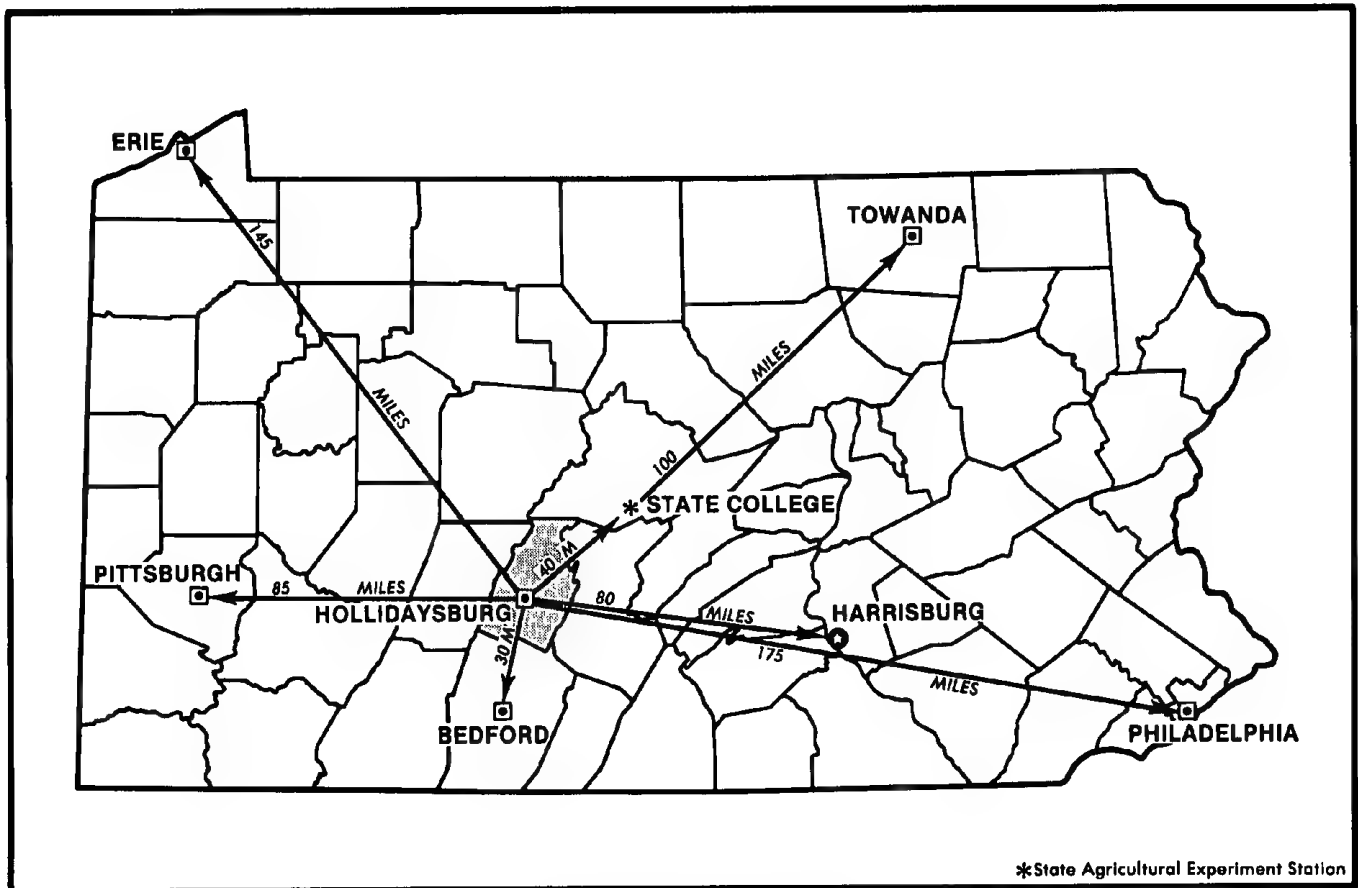 ERIE
TOWANDA
145
MILES
MILES
100
*STATE COLLEGE
40 M
PITTSBURGH
85 MILES
HOLLIDAYSBURG
80 MILES
HARRISBURG
175 MILES
30 M
BEDFORD
PHILADELPHIA
*State Agricultural Experiment Station